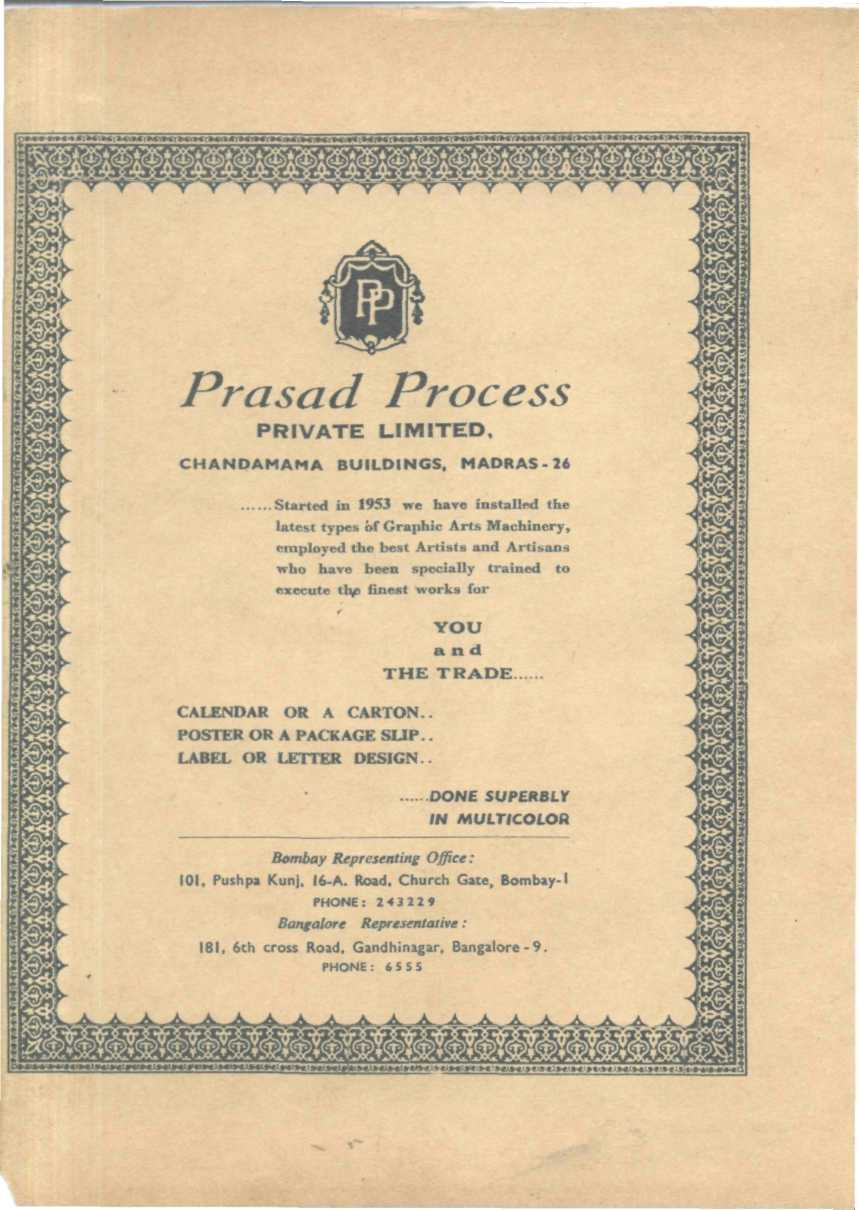 PP
Prasad Process
PRIVATE LIMITED,
CHANDAMAMA BUILDINGS, MADRAS-26
......Started in 1953 we have installed the
latest types of Graphic Arts Machinery,
employed the best Artists and Artisans
who have been specially trained to
execute the finest works for
YOU
and
THE TRADE......
CALENDAR OR A CARTON..
POSTER OR A PACKAGE SLIP..
LABEL OR LETTER DESIGN..
......DONE SUPERBLY
IN MULTICOLOR
Bombay Representing Office:
101, Pushpa Kunj, 16-A. Road, Church Gate, Bombay-1
PHONE: 243229
Bangalore Representative:
181, 6th cross Road, Gandhinagar, Bangalore-9.
PHONE: 6555